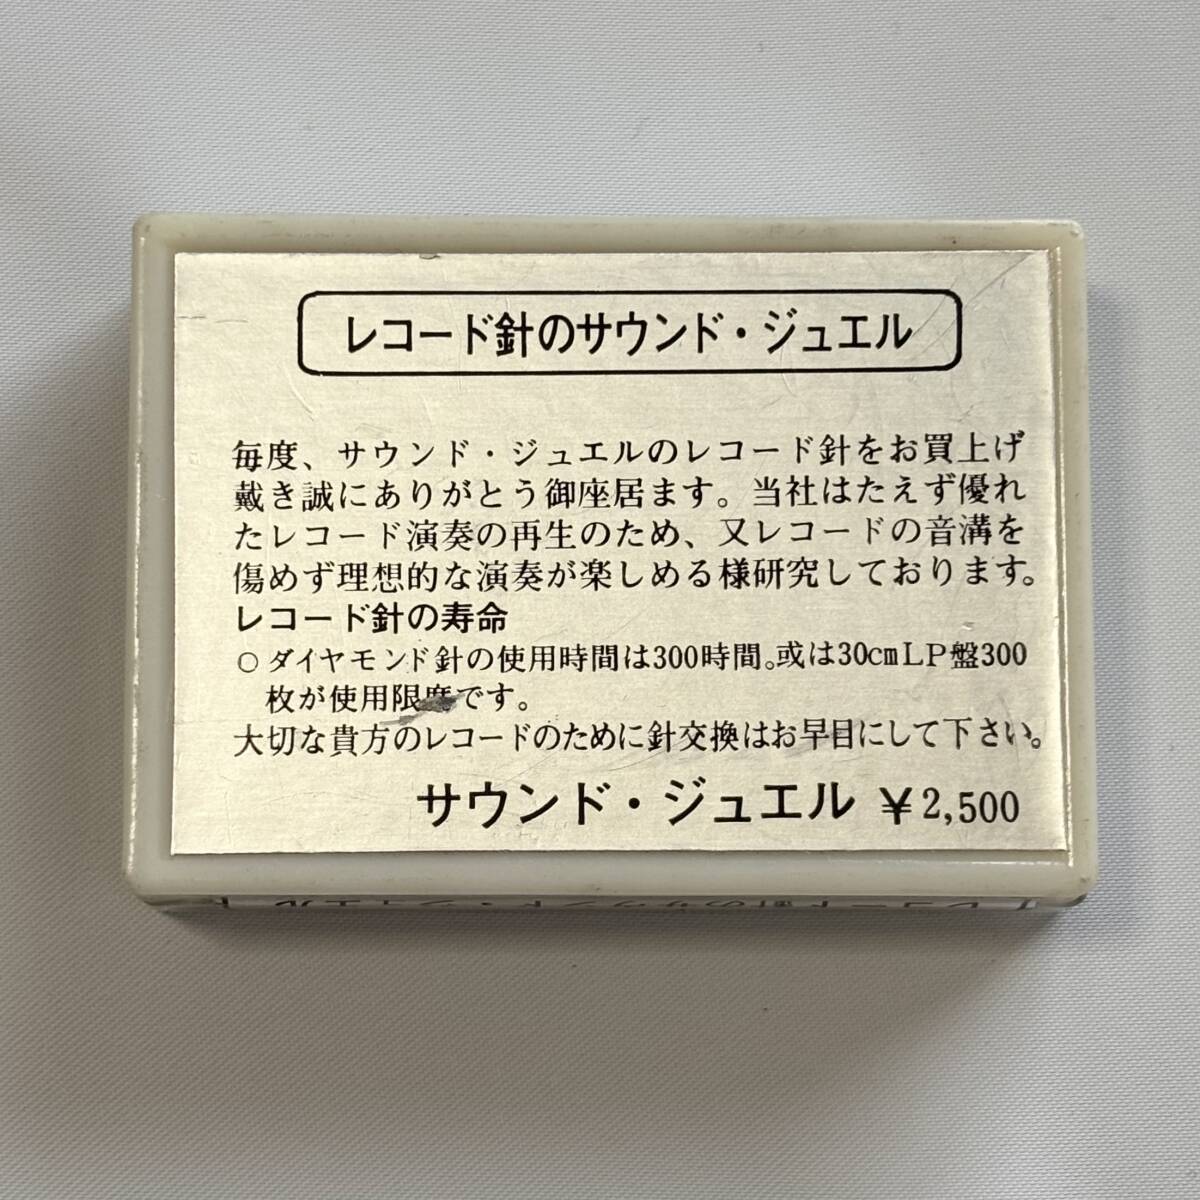 レコード針のサウンド・ジュエル
毎度、サウンド・ジュエルのレコード針をお買上げ
戴き誠にありがとう御座居ます。当社はたえず優れ
たレコード演奏の再生のため、又レコードの音溝を
傷めず理想的な演奏が楽しめる様研究しております。
レコード針の寿命
○ダイヤモンド針の使用時間は300時間。或は30cmLP盤300
枚が使用限度です。
大切な貴方のレコードのために針交換はお早目にして下さい。
サウンド・ジュエル ¥2,500